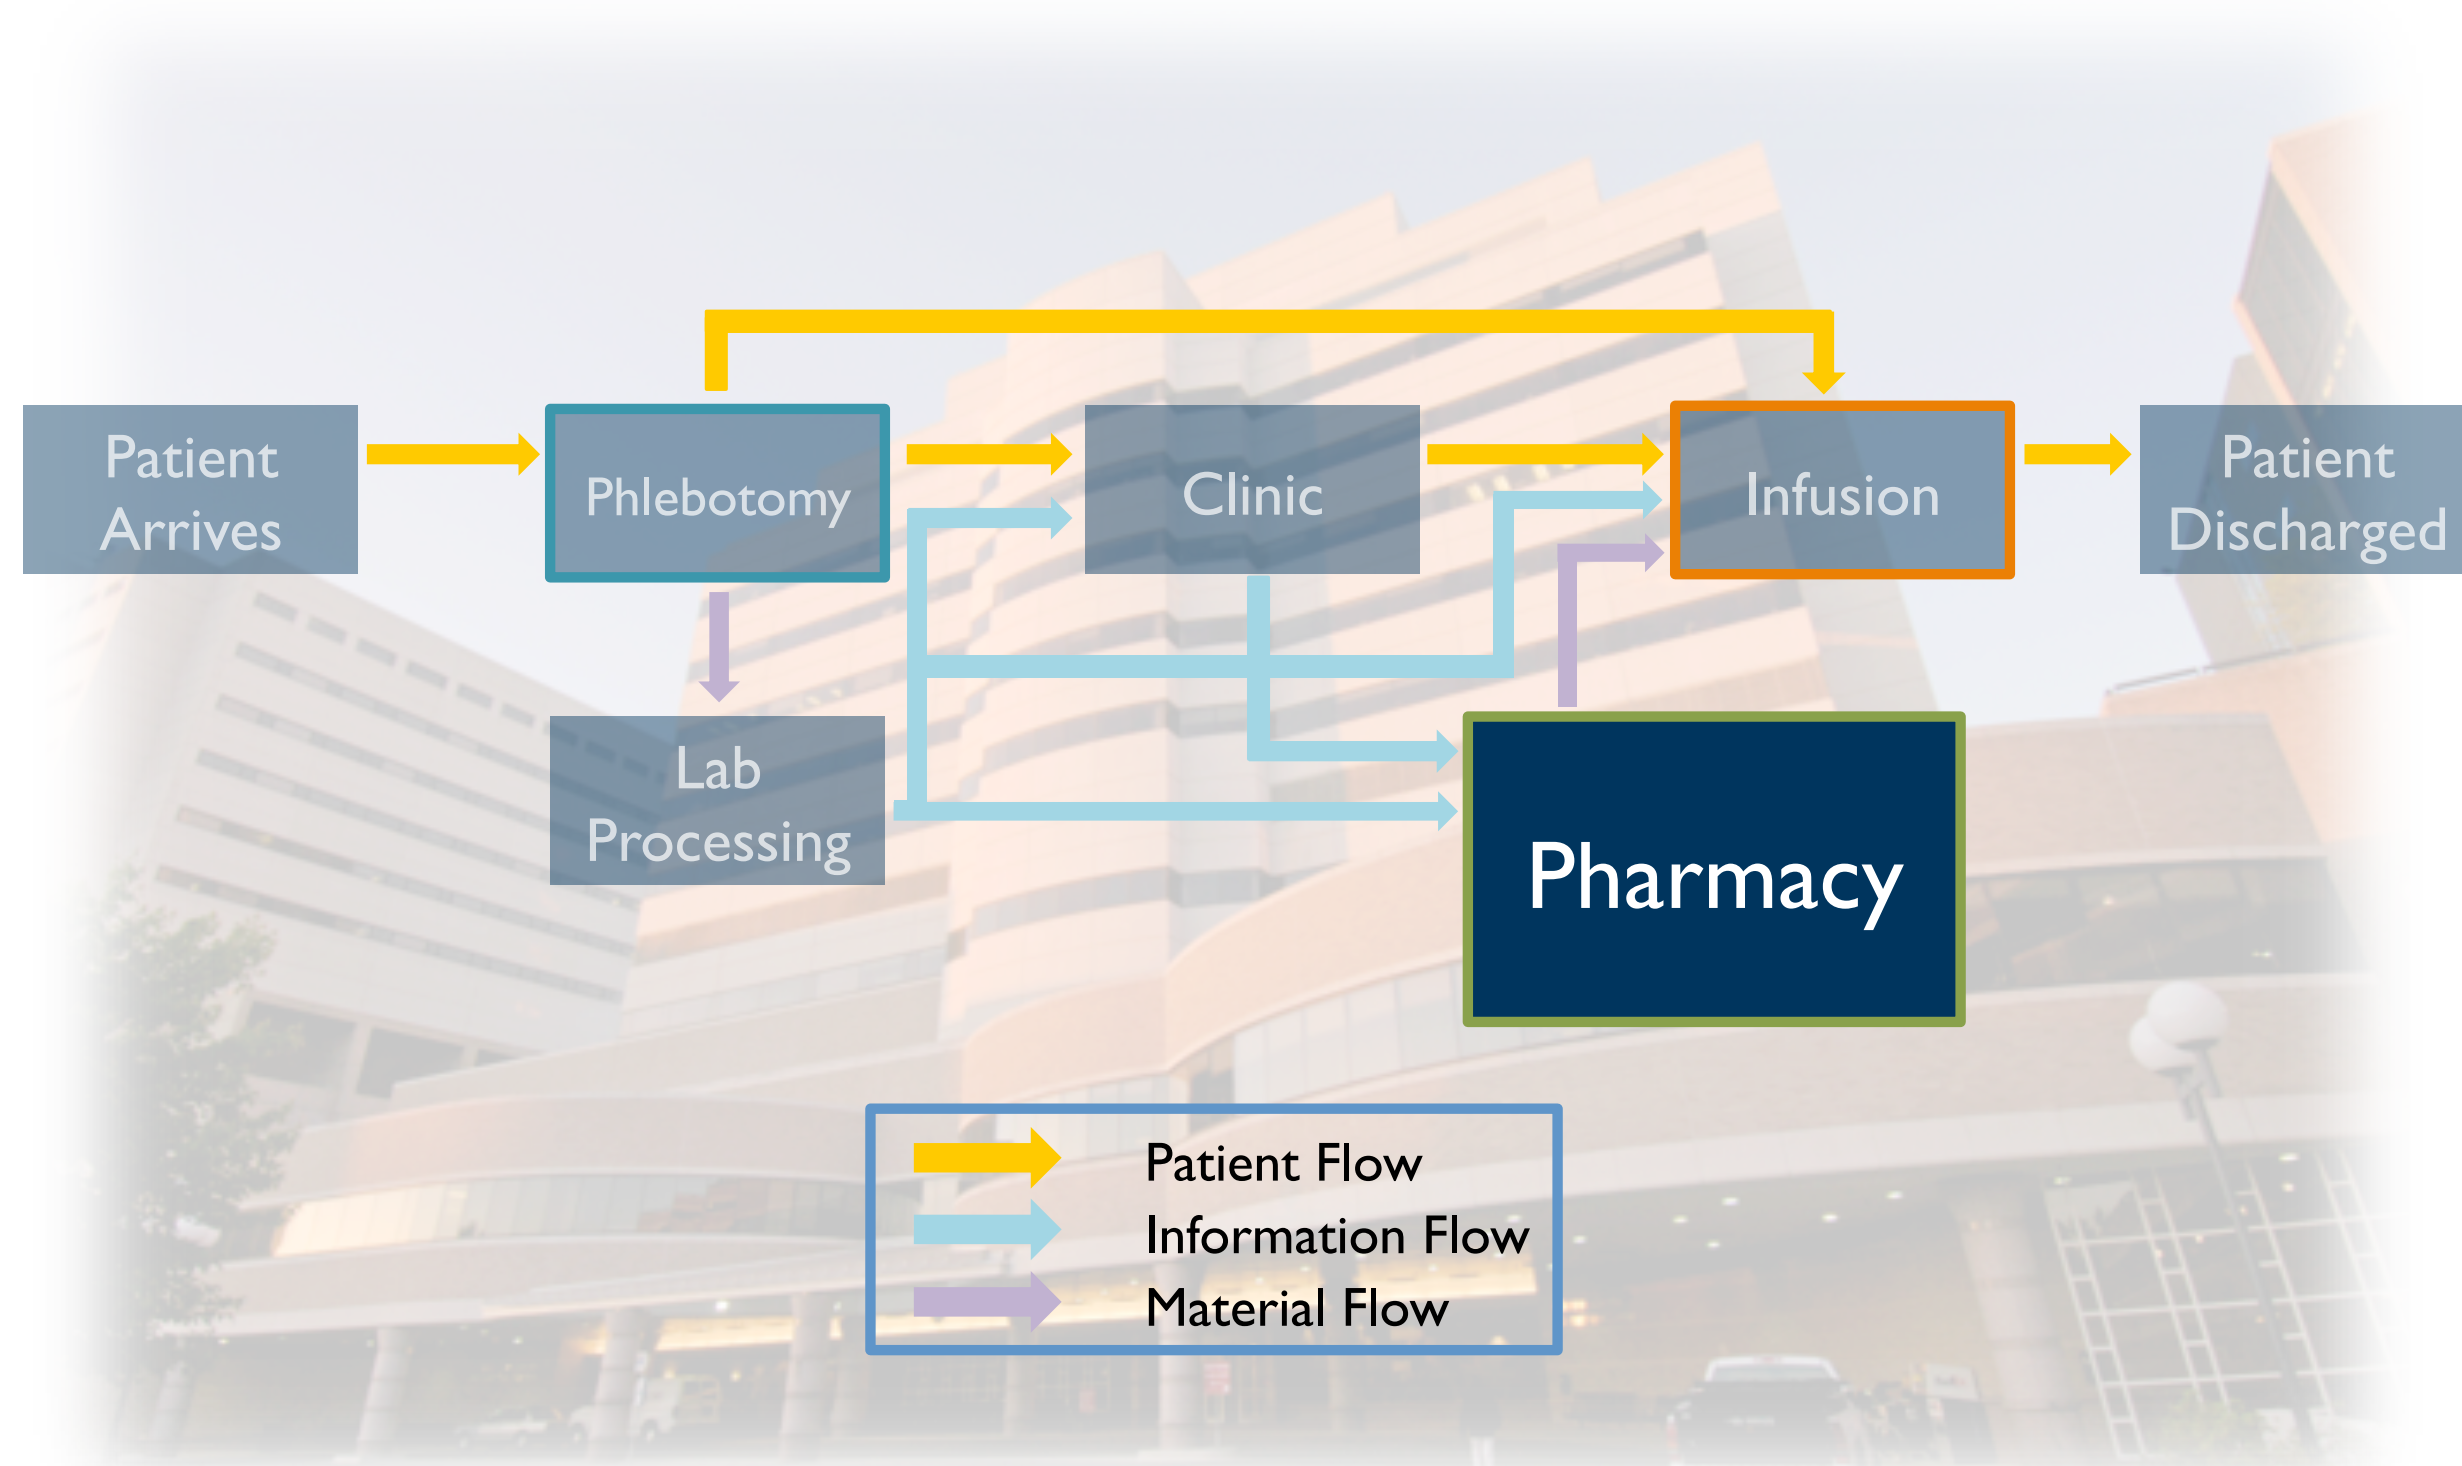 Patient
Arrives
Phlebotomy
Clinic
Infusion
Patient
Discharged
Lab
Processing
Pharmacy
Patient Flow
Information Flow
Material Flow